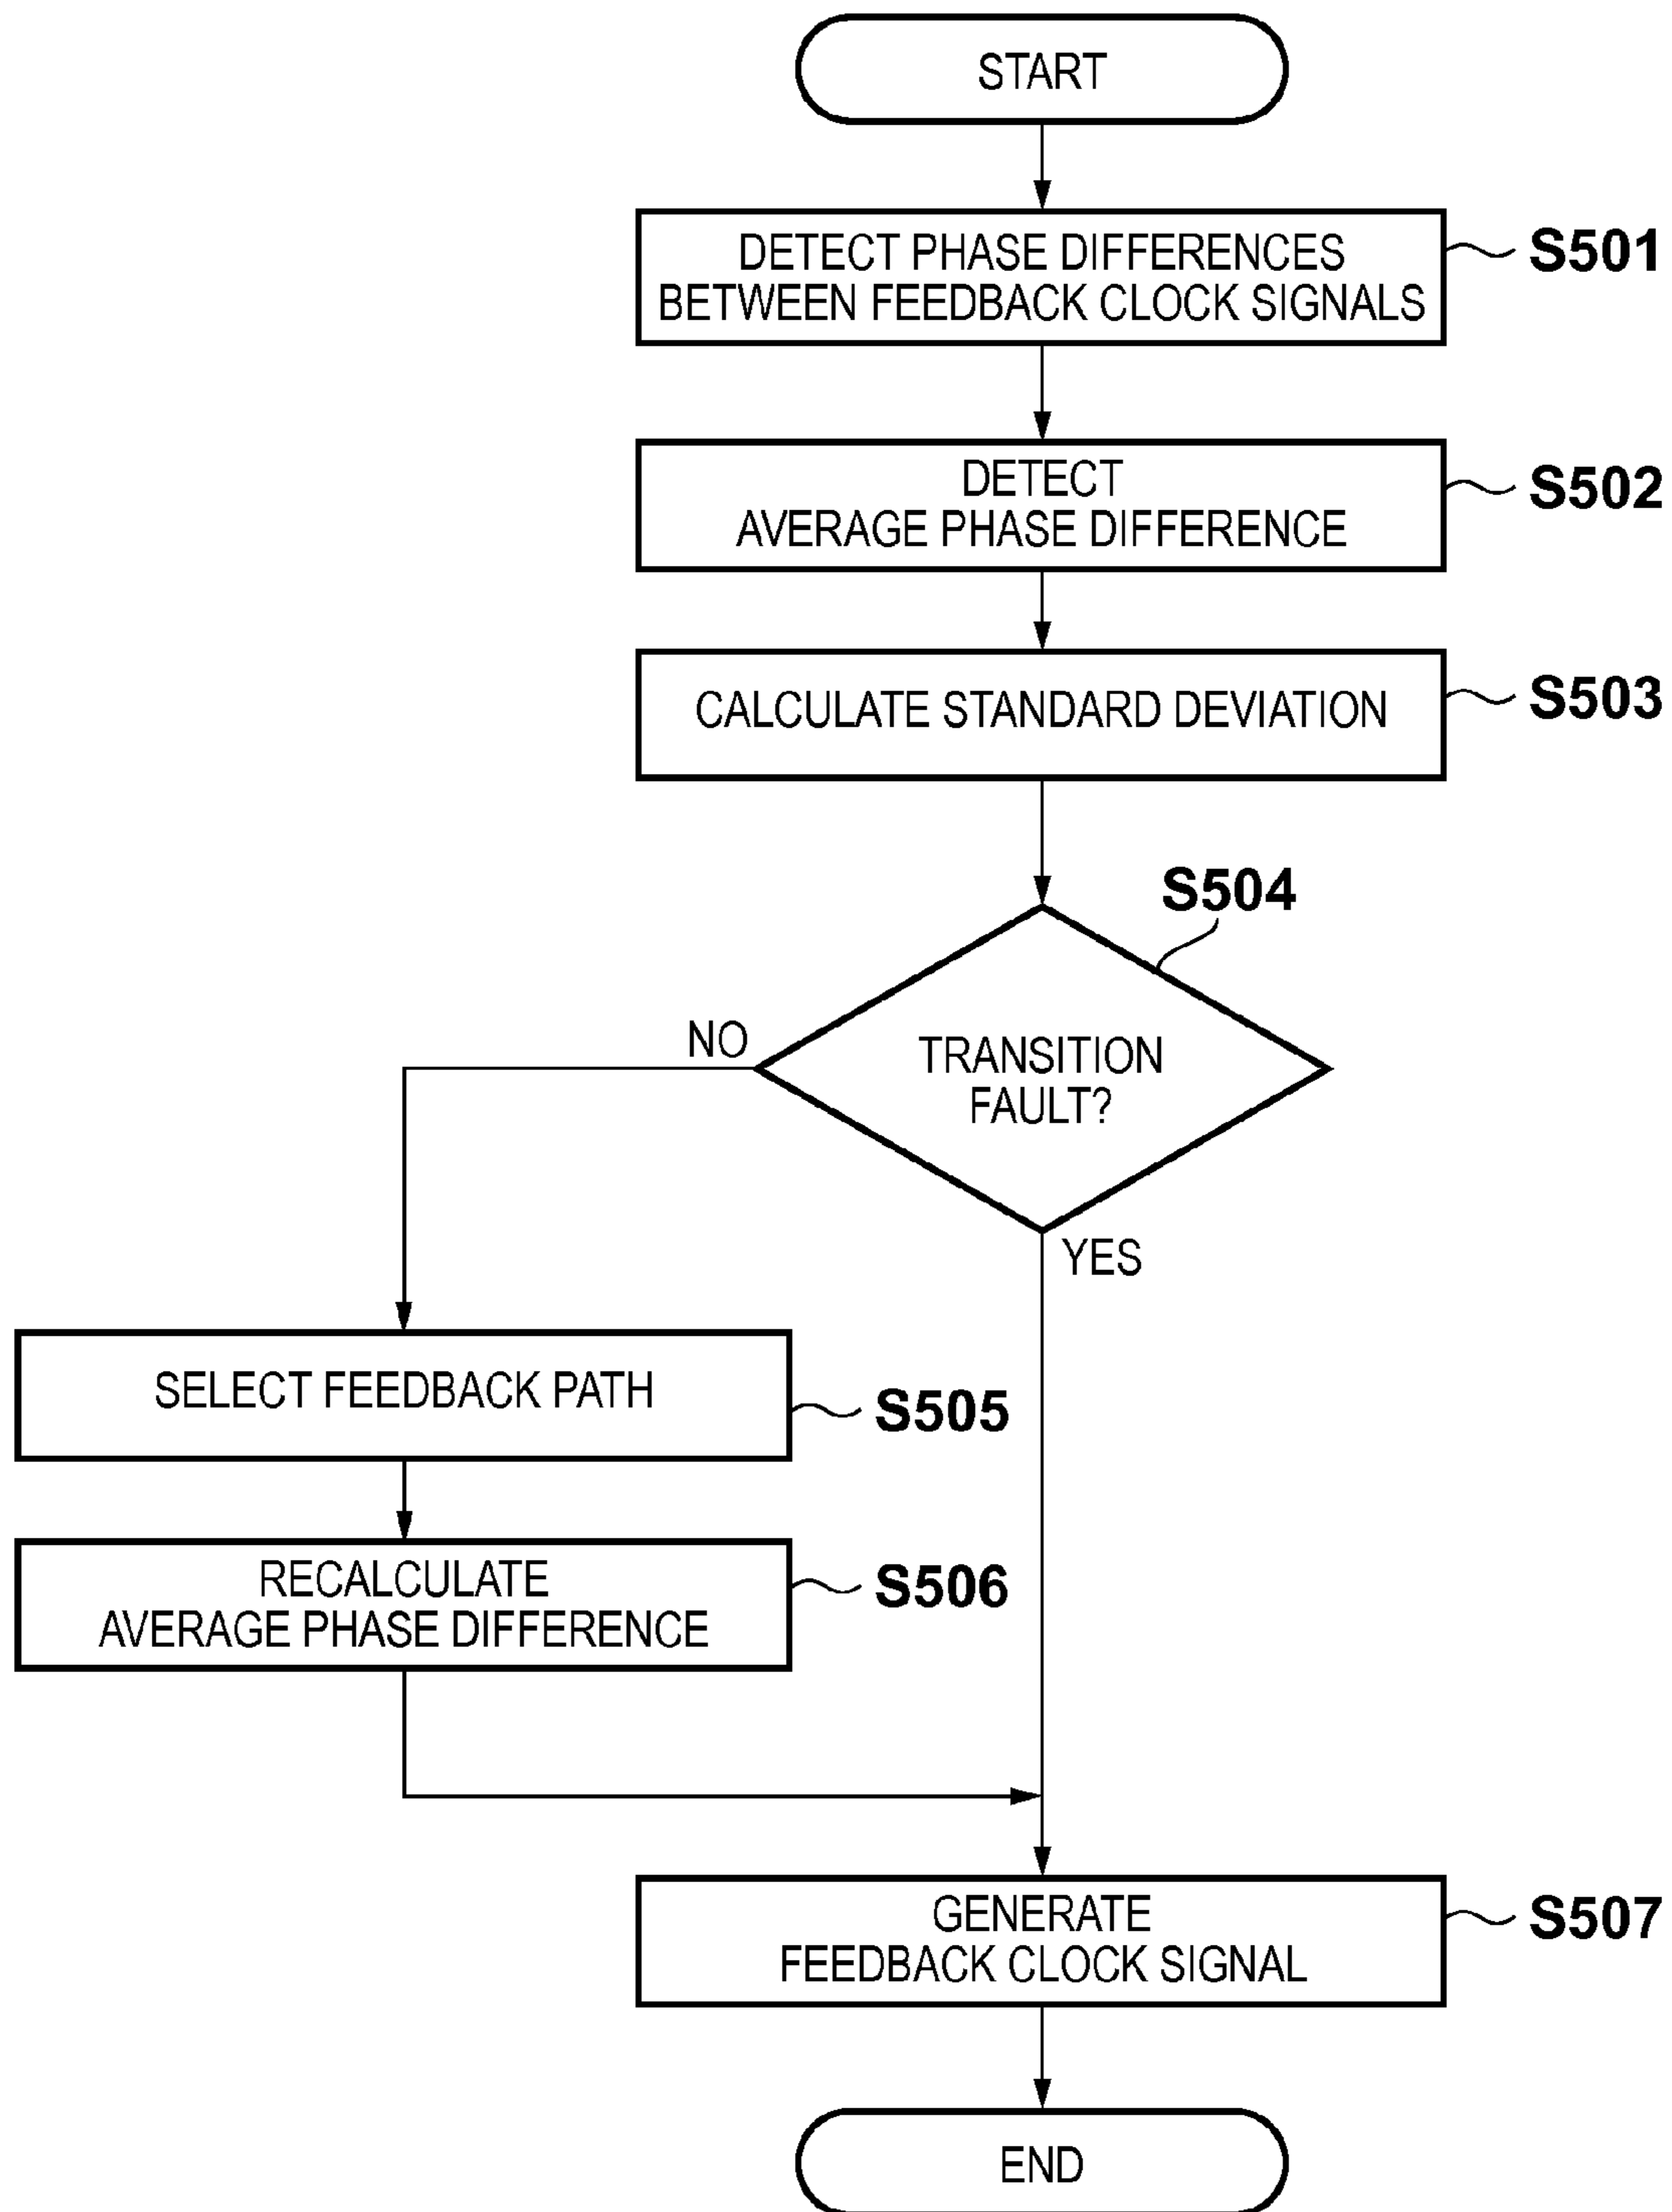 START
DETECT PHASE DIFFERENCES
BETWEEN FEEDBACK CLOCK SIGNALS
S501
DETECT
AVERAGE PHASE DIFFERENCE
S502
CALCULATE STANDARD DEVIATION
S503
S504
TRANSITION
FAULT?
NO
YES
SELECT FEEDBACK PATH
S505
RECALCULATE
AVERAGE PHASE DIFFERENCE
S506
GENERATE
FEEDBACK CLOCK SIGNAL
S507
END